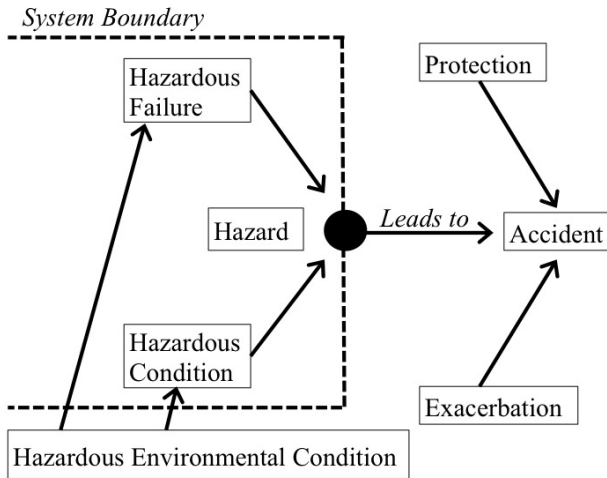 System Boundary
Hazardous
Failure
Protection
Hazard
Leads to
Accident
Hazardous
Condition
Exacerbation
Hazardous Environmental Condition